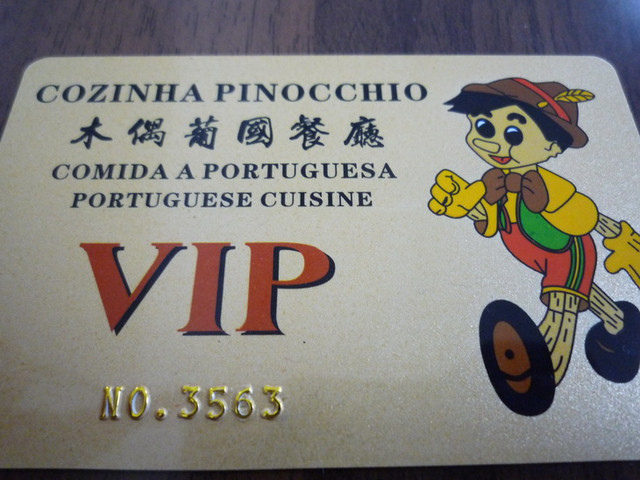 COZINHA PINOCCHIO
木偶葡國餐廳
COMIDA A PORTUGUESA
PORTUGUESE CUISINE
VIP
NO.3563